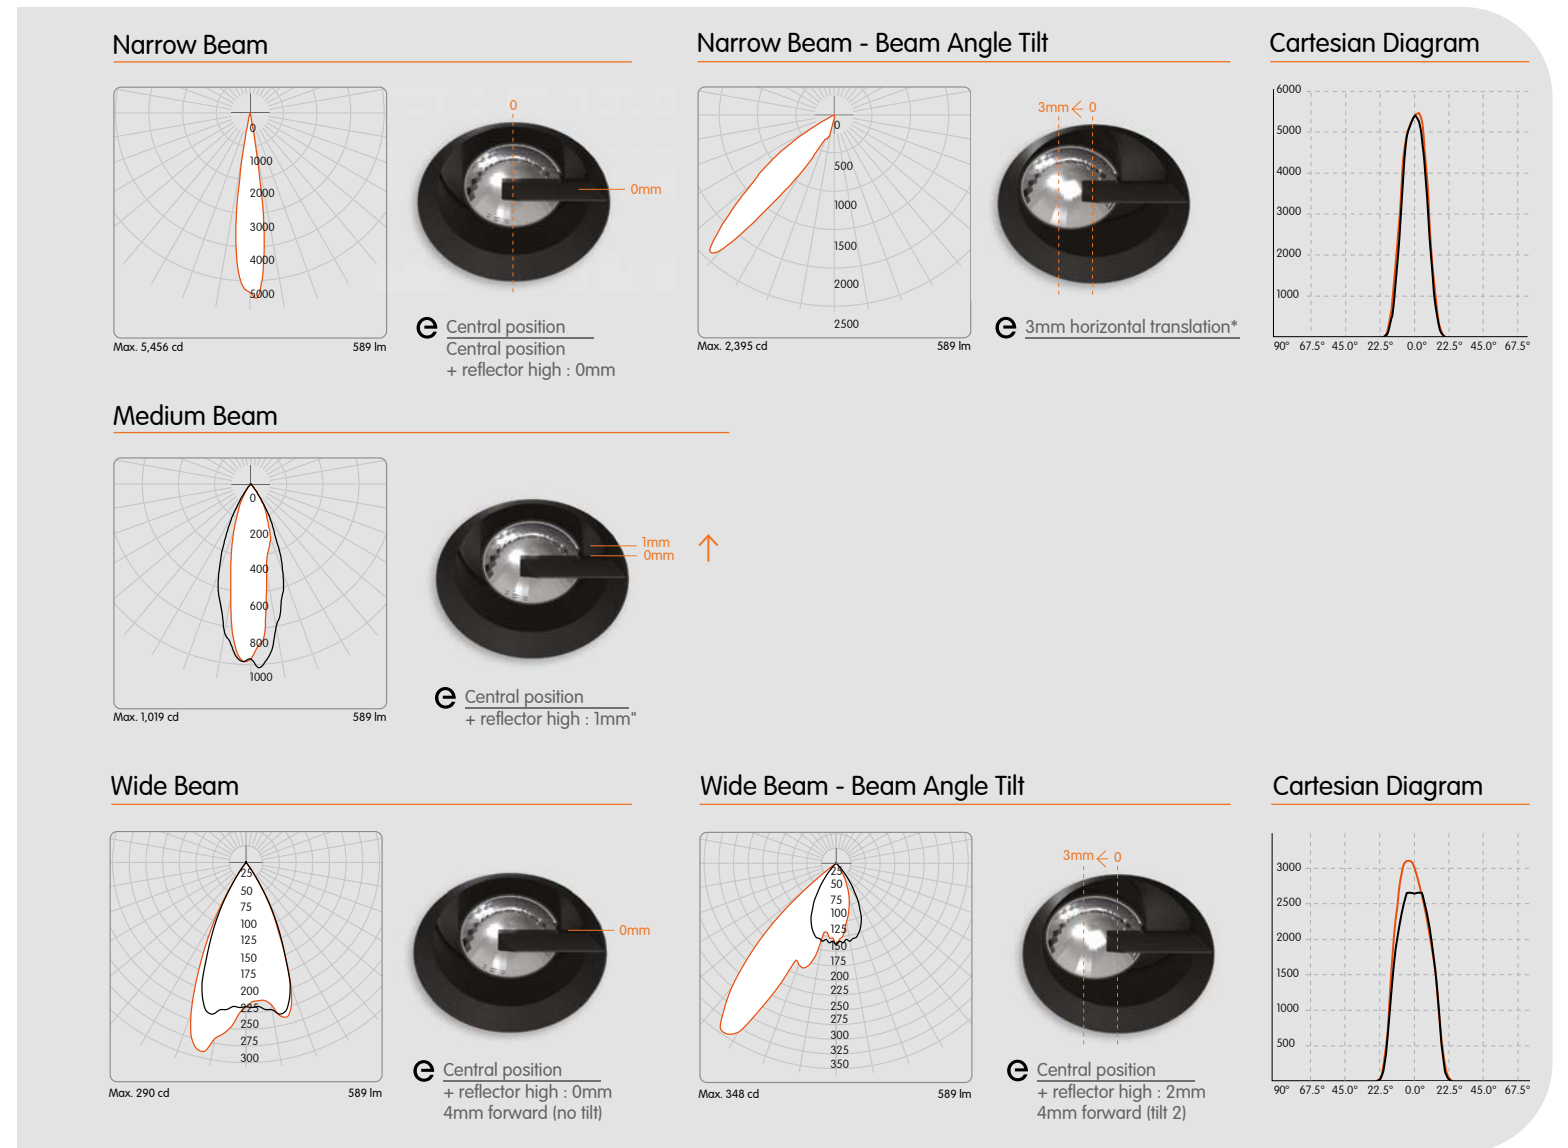 Narrow Beam
0
1000
2000
3000
4000
5000
Max. 5,456 cd
589 lm
0
0mm
e Central position
Central position
+ reflector high : 0mm
Narrow Beam - Beam Angle Tilt
0
500
1000
1500
2000
2500
Max. 2,395 cd
589 lm
3mm 0
e 3mm horizontal translation*
Cartesian Diagram
6000
5000
4000
3000
2000
1000
90° 67.5° 45.0° 22.5° 0.0° 22.5° 45.0° 67.5°
Medium Beam
0
200
400
600
800
1000
Max. 1,019 cd
589 lm
1mm
0mm
e Central position
+ reflector high : 1mm"
Wide Beam
25
50
75
100
125
150
175
200
225
250
275
300
Max. 290 cd
589 lm
0mm
e Central position
+ reflector high : 0mm
4mm forward (no tilt)
Wide Beam - Beam Angle Tilt
25
50
75
100
125
150
175
200
225
250
275
300
325
350
Max. 348 cd
589 lm
3mm 0
e Central position
+ reflector high : 2mm
4mm forward (tilt 2)
Cartesian Diagram
3000
2500
2000
1500
1000
500
90° 67.5° 45.0° 22.5° 0.0° 22.5° 45.0° 67.5°